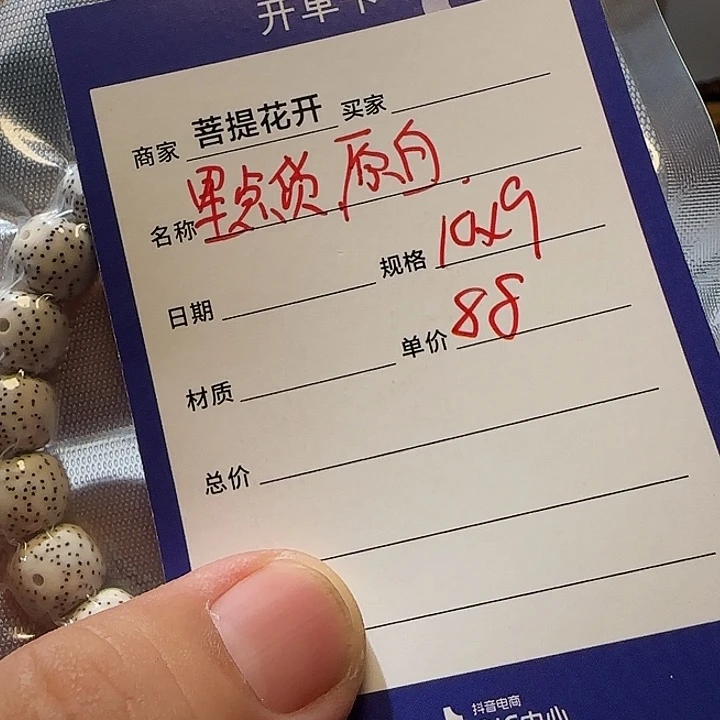 开单卡
商家 菩提花开 买家
名称 黑点货 原白.
规格 10x9
日期
单价 88
材质
总价
抖音电商